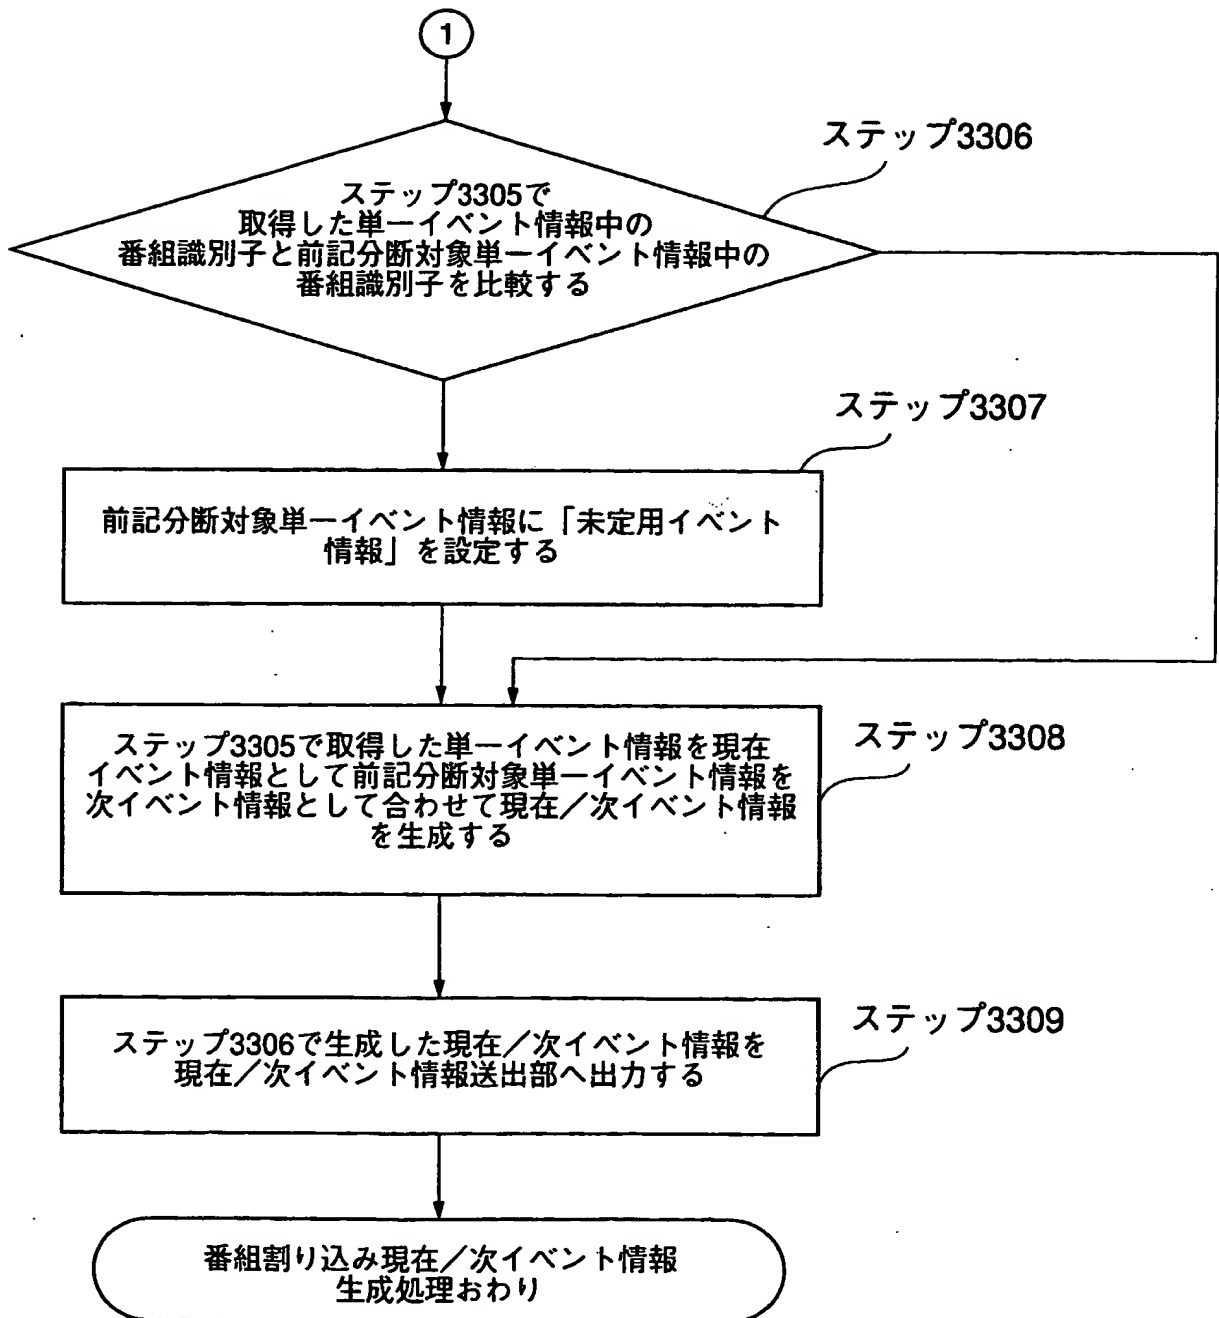 1
ステップ3306
ステップ3305で
取得した単一イベント情報中の
番組識別子と前記分断対象単一イベント情報中の
番組識別子を比較する
ステップ3307
前記分断対象単一イベント情報に「未定用イベント
情報」を設定する
ステップ3308
ステップ3305で取得した単一イベント情報を現在
イベント情報として前記分断対象単一イベント情報を
次イベント情報として合わせて現在／次イベント情報
を生成する
ステップ3309
ステップ3306で生成した現在／次イベント情報を
現在／次イベント情報送出部へ出力する
番組割り込み現在／次イベント情報
生成処理おわり